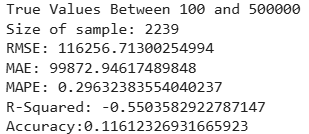 True Values Between 100 and 500000
Size of sample: 2239
RMSE: 116256.71300254994
MAE: 99872.94617489848
MAPE: 0.29632383554040237
R-Squared: -0.5503582922787147
Accuracy:0.11612326931665923